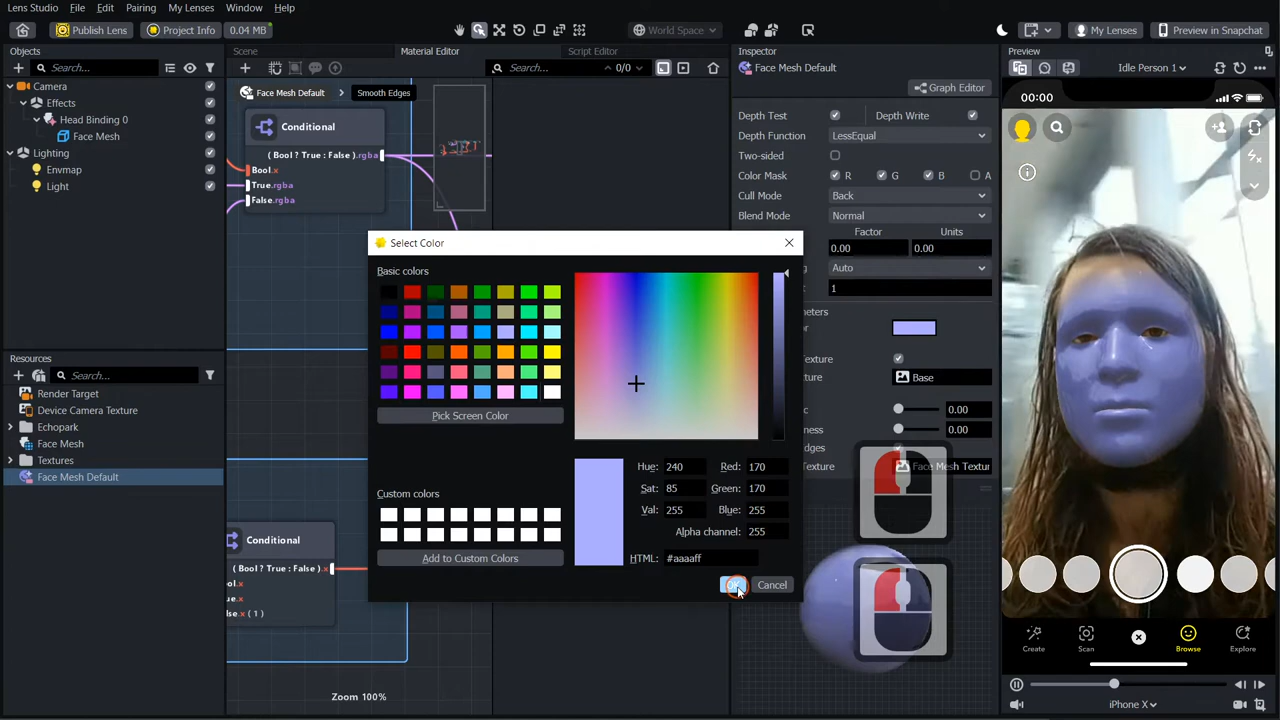 Lens Studio File Edit Pairing My Lenses Window Help
Publish Lens Project Info 0.04 MB World Space My Lenses Preview in Snapchat
Objects Scene Material Editor Script Editor Inspector Preview
Search... Search... 0/0 Face Mesh Default Idle Person 1
Camera
Effects
Head Binding 0
Face Mesh
Lighting
Envmap
Light
Face Mesh Default Smooth Edges
Conditional
( Bool ? True : False ).rgba
Bool.x
True.rgba
False.rgba
Graph Editor
Depth Test Depth Write
Depth Function LessEqual
Two-sided
Color Mask R G B A
Cull Mode Back
Blend Mode Normal
Factor Units
0.00 0.00
Auto
1
Base
0.00
0.00
Face Mesh Textur
Select Color
Basic colors
Pick Screen Color
Custom colors
Add to Custom Colors
Hue: 240 Red: 170
Sat: 85 Green: 170
Val: 255 Blue: 255
Alpha channel: 255
HTML: #aaaaff
Cancel
Resources
Search...
Render Target
Device Camera Texture
Echopark
Face Mesh
Textures
Face Mesh Default
Conditional
( Bool ? True : False ).x
Zoom 100%
00:00
Create Scan Browse Explore
iPhone X